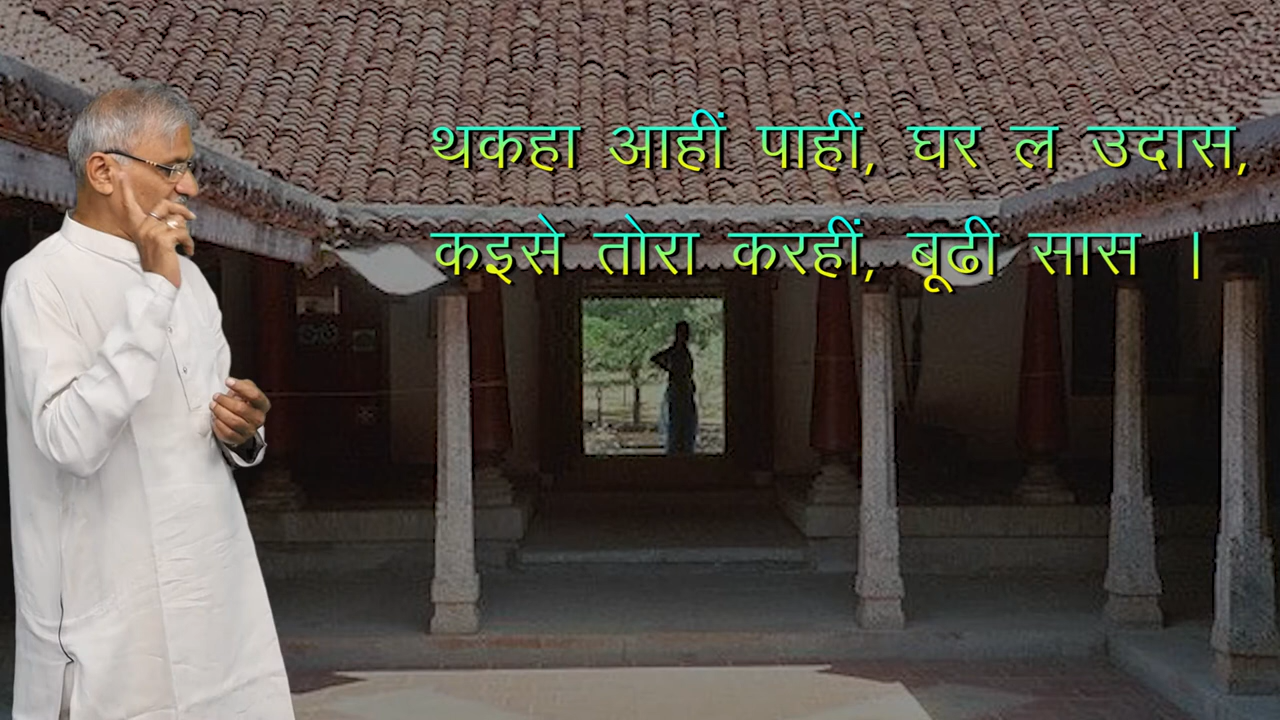 थकहा आहीं पाहीं, घर ल उदास,
कइसे तोरा करहीं, बूढी सास ।